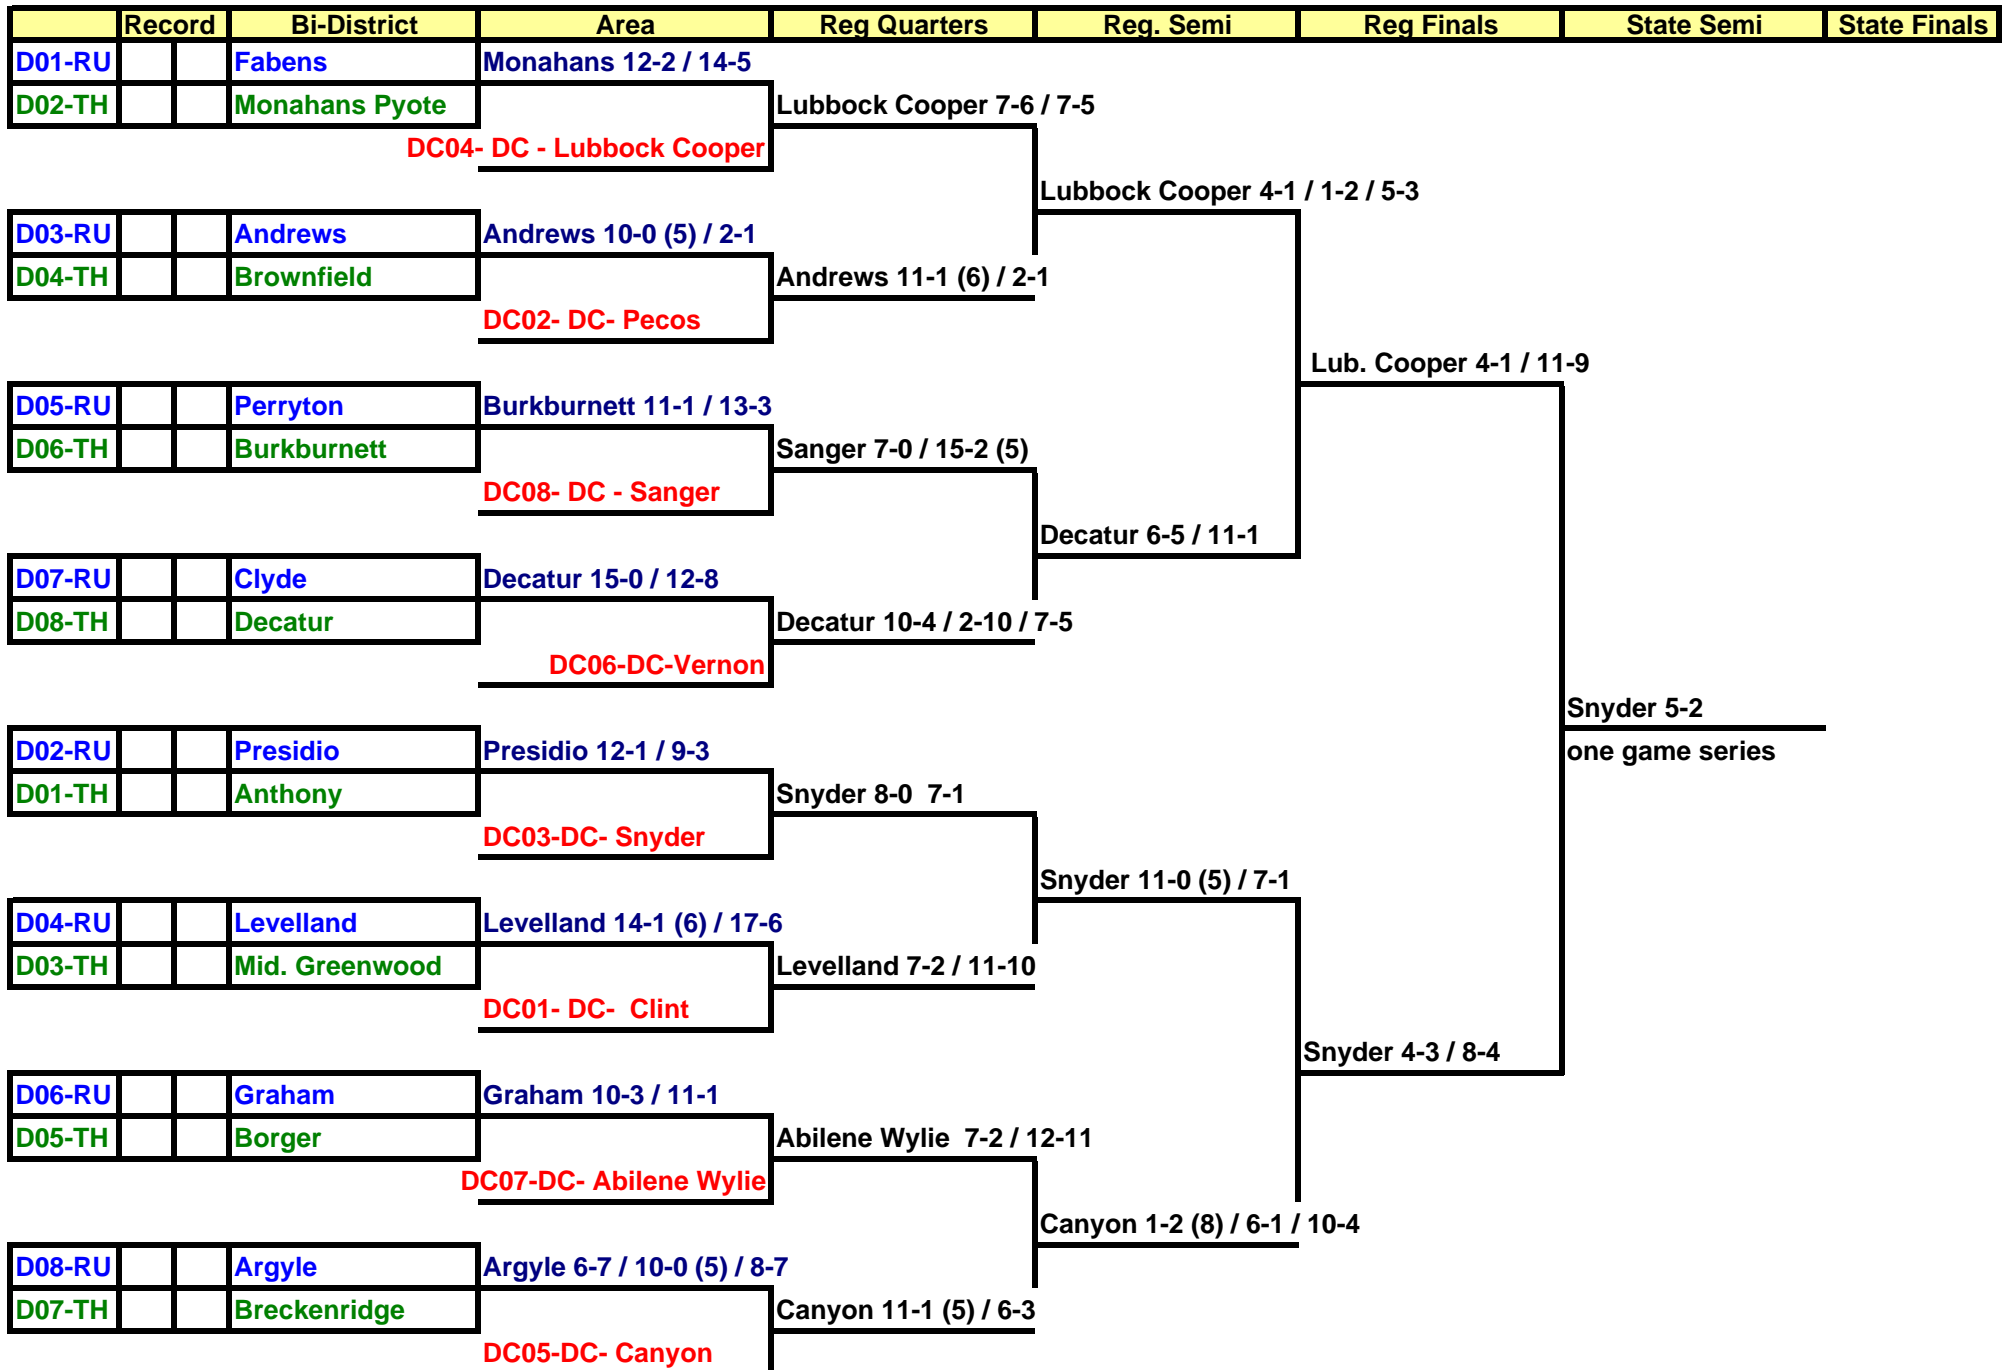 Record Bi-District Area Reg Quarters Reg. Semi Reg Finals State Semi State Finals
D01-RU Fabens Monahans 12-2 / 14-5
D02-TH Monahans Pyote Lubbock Cooper 7-6 / 7-5
DC04- DC - Lubbock Cooper
Lubbock Cooper 4-1 / 1-2 / 5-3
D03-RU Andrews Andrews 10-0 (5) / 2-1
D04-TH Brownfield Andrews 11-1 (6) / 2-1
DC02- DC- Pecos
Lub. Cooper 4-1 / 11-9
D05-RU Perryton Burkburnett 11-1 / 13-3
D06-TH Burkburnett Sanger 7-0 / 15-2 (5)
DC08- DC - Sanger
Decatur 6-5 / 11-1
D07-RU Clyde Decatur 15-0 / 12-8
D08-TH Decatur Decatur 10-4 / 2-10 / 7-5
DC06-DC-Vernon
Snyder 5-2
D02-RU Presidio Presidio 12-1 / 9-3 one game series
D01-TH Anthony Snyder 8-0 7-1
DC03-DC- Snyder
Snyder 11-0 (5) / 7-1
D04-RU Levelland Levelland 14-1 (6) / 17-6
D03-TH Mid. Greenwood Levelland 7-2 / 11-10
DC01- DC- Clint
Snyder 4-3 / 8-4
D06-RU Graham Graham 10-3 / 11-1
D05-TH Borger Abilene Wylie 7-2 / 12-11
DC07-DC- Abilene Wylie
Canyon 1-2 (8) / 6-1 / 10-4
D08-RU Argyle Argyle 6-7 / 10-0 (5) / 8-7
D07-TH Breckenridge Canyon 11-1 (5) / 6-3
DC05-DC- Canyon